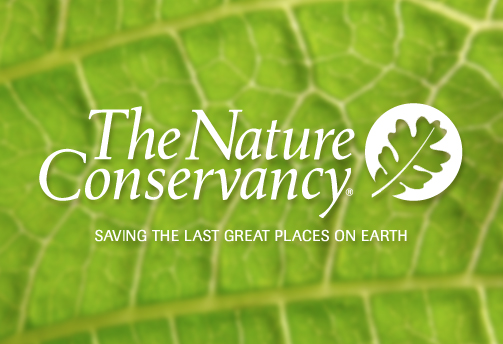 The Nature
Conservancy®
SAVING THE LAST GREAT PLACES ON EARTH